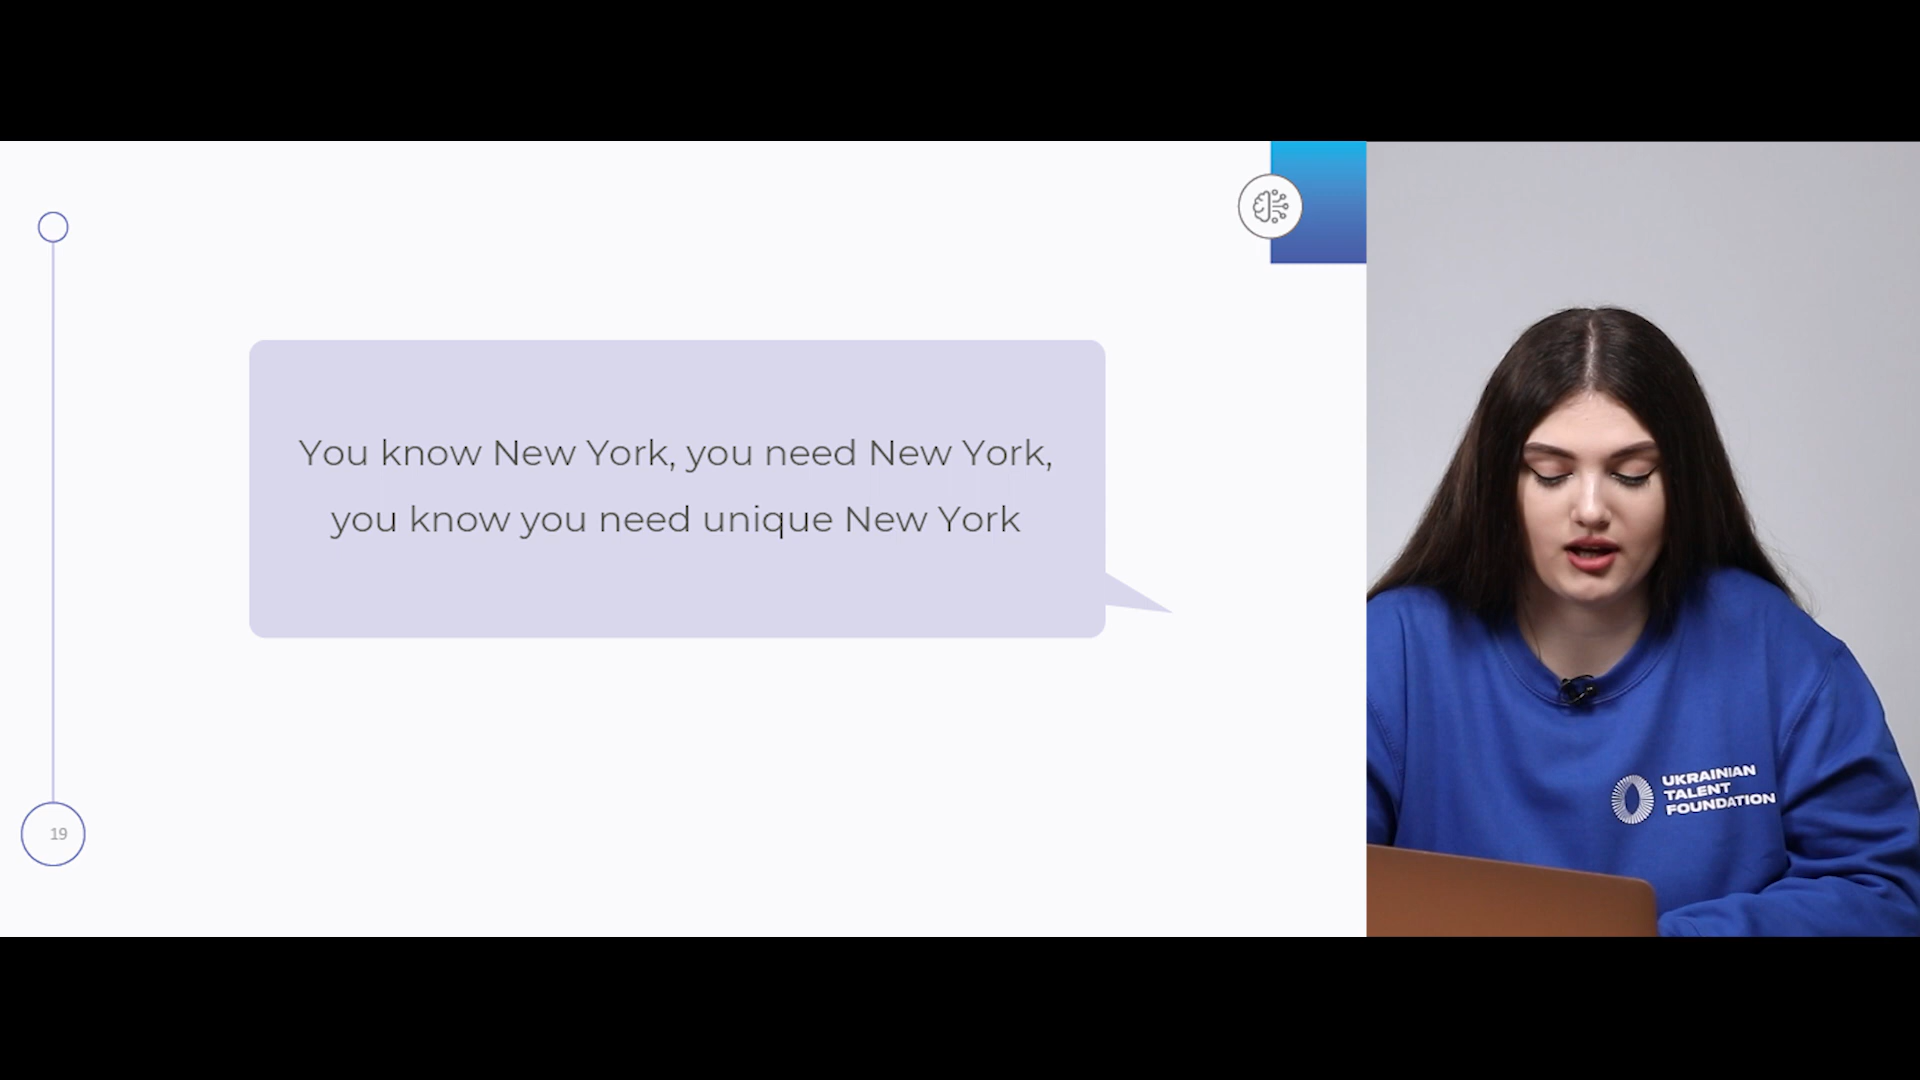 You know New York, you need New York,
you know you need unique New York
19
UKRAINIAN
TALENT
FOUNDATION